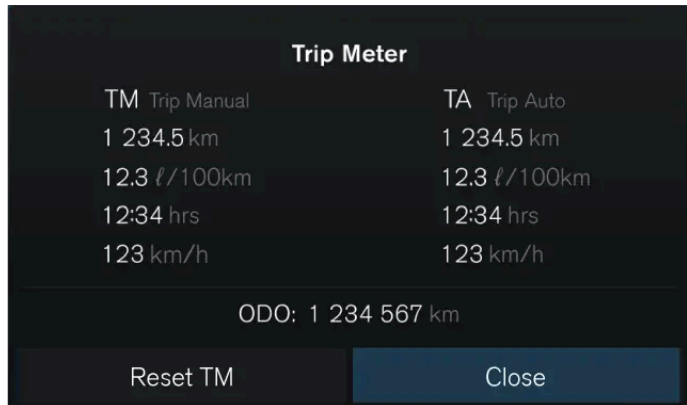 Trip Meter
TM Trip Manual
TA Trip Auto
1 234.5 km
1 234.5 km
12.3 ℓ/100km
12.3 ℓ/100km
12:34 hrs
12:34 hrs
123 km/h
123 km/h
ODO: 1 234 567 km
Reset TM
Close